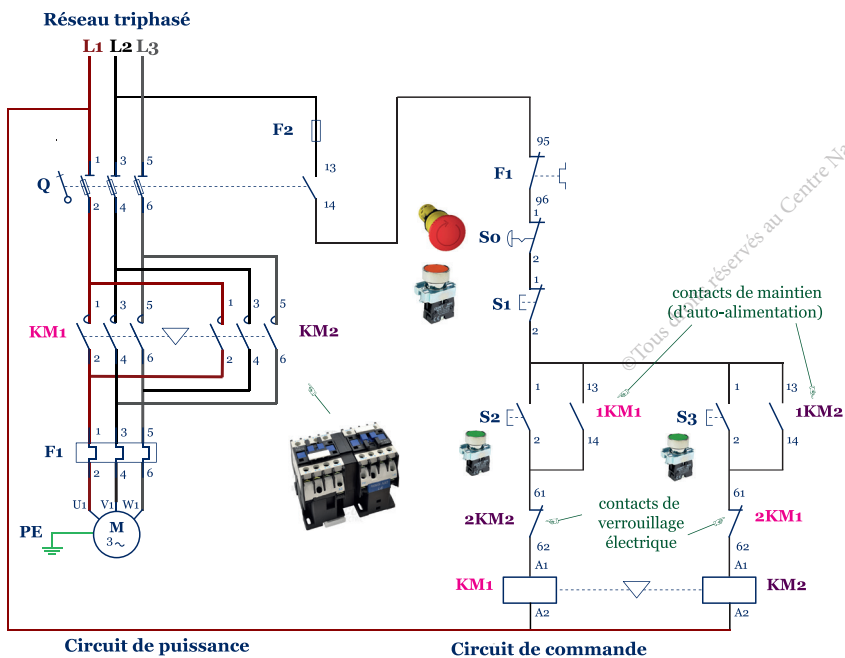 Réseau triphasé
L1 L2 L3
F2
13
14
Q
1 3 5
2 4 6
95
F1
96
1
S0
2
1
S1
2
©Tous droits réservés au Centre Na
KM1
1 3 5
2 4 6
1 3 5
2 4 6
KM2
contacts de maintien
(d'auto-alimentation)
1
S2
2
13
1KM1
14
1
S3
2
13
1KM2
14
F1
1 3 5
2 4 6
U1 V1 W1
M
3~
PE
61
2KM2
62
contacts de
verrouillage
électrique
61
2KM1
62
A1
KM1
A2
A1
KM2
A2
Circuit de puissance
Circuit de commande